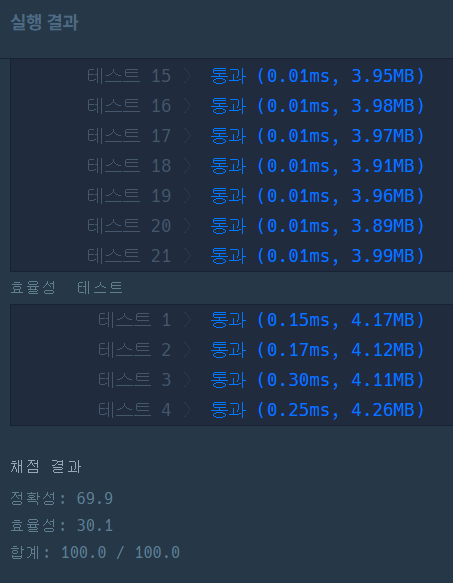 실행 결과
테스트 15 〉 통과 (0.01ms, 3.95MB)
테스트 16 〉 통과 (0.01ms, 3.98MB)
테스트 17 〉 통과 (0.01ms, 3.97MB)
테스트 18 〉 통과 (0.01ms, 3.91MB)
테스트 19 〉 통과 (0.01ms, 3.96MB)
테스트 20 〉 통과 (0.01ms, 3.89MB)
테스트 21 〉 통과 (0.01ms, 3.99MB)
효율성 테스트
테스트 1 〉 통과 (0.15ms, 4.17MB)
테스트 2 〉 통과 (0.17ms, 4.12MB)
테스트 3 〉 통과 (0.30ms, 4.11MB)
테스트 4 〉 통과 (0.25ms, 4.26MB)
채점 결과
정확성: 69.9
효율성: 30.1
합계: 100.0 / 100.0